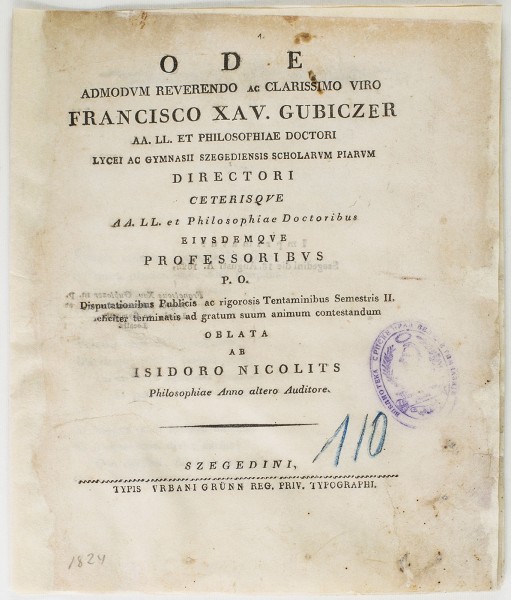 1.
ODE
ADMODVM REVERENDO AC CLARISSIMO VIRO
FRANCISCO XAV. GUBICZER
AA. LL. ET PHILOSOPHIAE DOCTORI
LYCEI AC GYMNASII SZEGEDIENSIS SCHOLARVM PIARVM
DIRECTORI
CETERISQVE
AA. LL. et Philosophiae Doctoribus
EIVSDEMQVE
PROFESSORIBVS
P. O.
Disputationibus Publicis ac rigorosis Tentaminibus Semestris II.
feliciter terminatis ad gratum suum animum contestandum
OBLATA
AB
ISIDORO NICOLITS
Philosophiae Anno altero Auditore.
110
SZEGEDINI,
TYPIS VRBANI GRÜNN REG. PRIV. TYPOGRAPHI.
1824